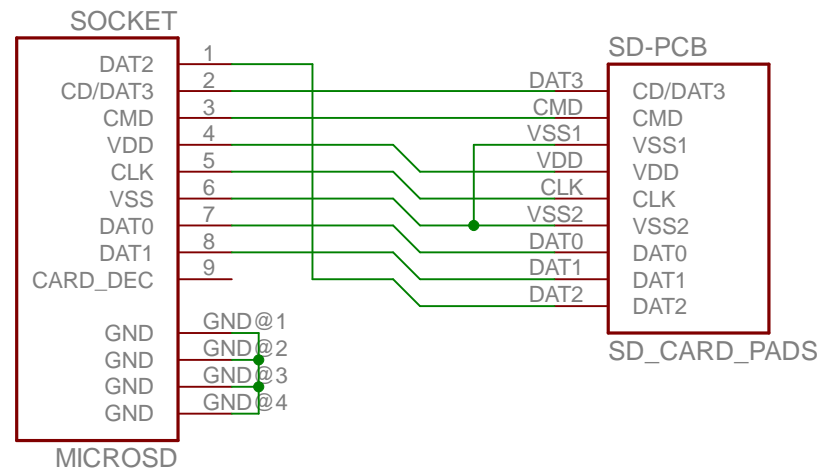 SOCKET
DAT2 1
CD/DAT3 2
CMD 3
VDD 4
CLK 5
VSS 6
DAT0 7
DAT1 8
CARD_DEC 9
GND GND@1
GND GND@2
GND GND@3
GND GND@4
MICROSD
SD-PCB
DAT3 CD/DAT3
CMD CMD
VSS1 VSS1
VDD VDD
CLK CLK
VSS2 VSS2
DAT0 DAT0
DAT1 DAT1
DAT2 DAT2
SD_CARD_PADS